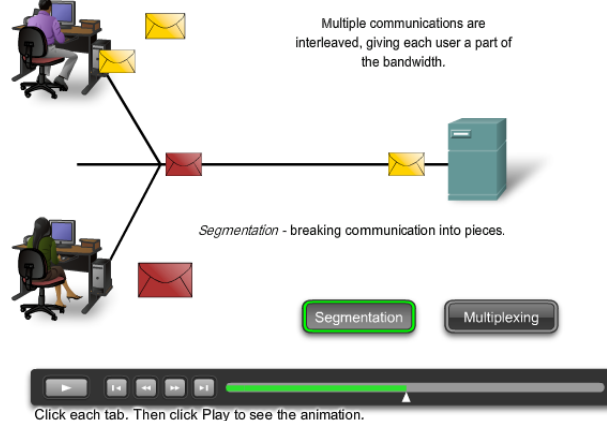 Multiple communications are
interleaved, giving each user a part of
the bandwidth.
Segmentation - breaking communication into pieces.
Segmentation
Multiplexing
Click each tab. Then click Play to see the animation.